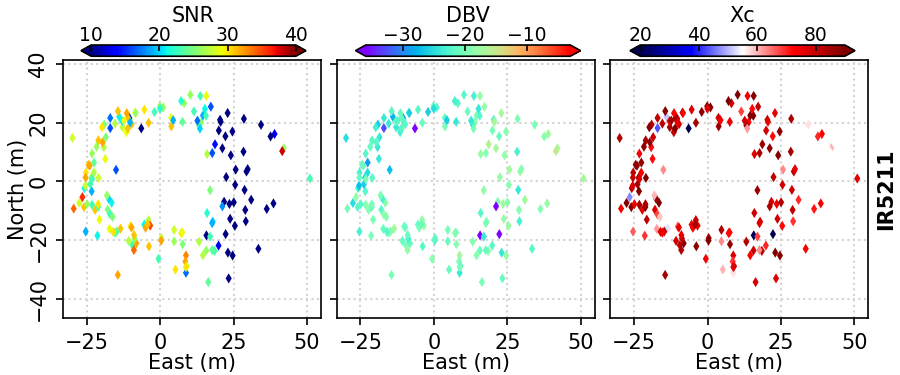 SNR DBV Xc
10 20 30 40 −30 −20 −10 20 40 60 80
40
20
0
−20
−40
North (m)
IR5211
−25 0 25 50 −25 0 25 50 −25 0 25 50
East (m) East (m) East (m)